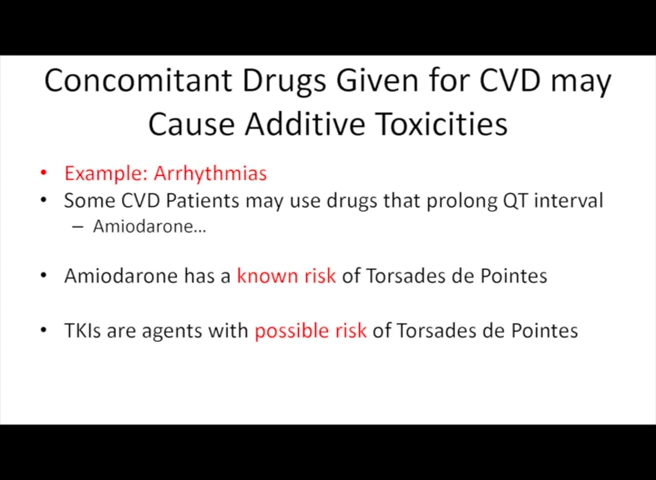 Concomitant Drugs Given for CVD may
Cause Additive Toxicities
• Example: Arrhythmias
• Some CVD Patients may use drugs that prolong QT interval
– Amiodarone...
• Amiodarone has a known risk of Torsades de Pointes
• TKIs are agents with possible risk of Torsades de Pointes